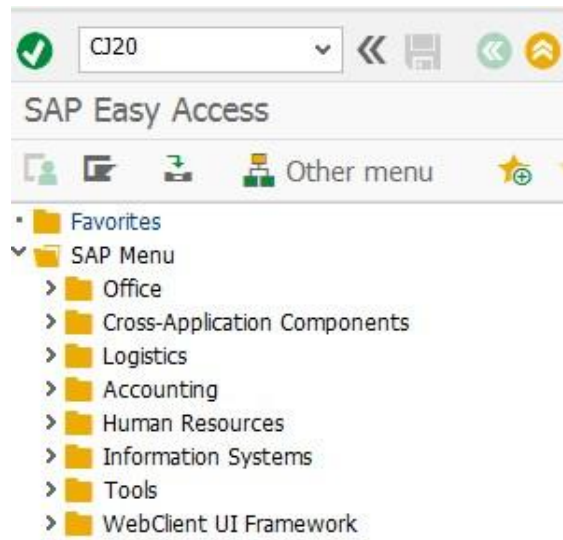 CJ20
SAP Easy Access
Other menu
Favorites
SAP Menu
Office
Cross-Application Components
Logistics
Accounting
Human Resources
Information Systems
Tools
WebClient UI Framework